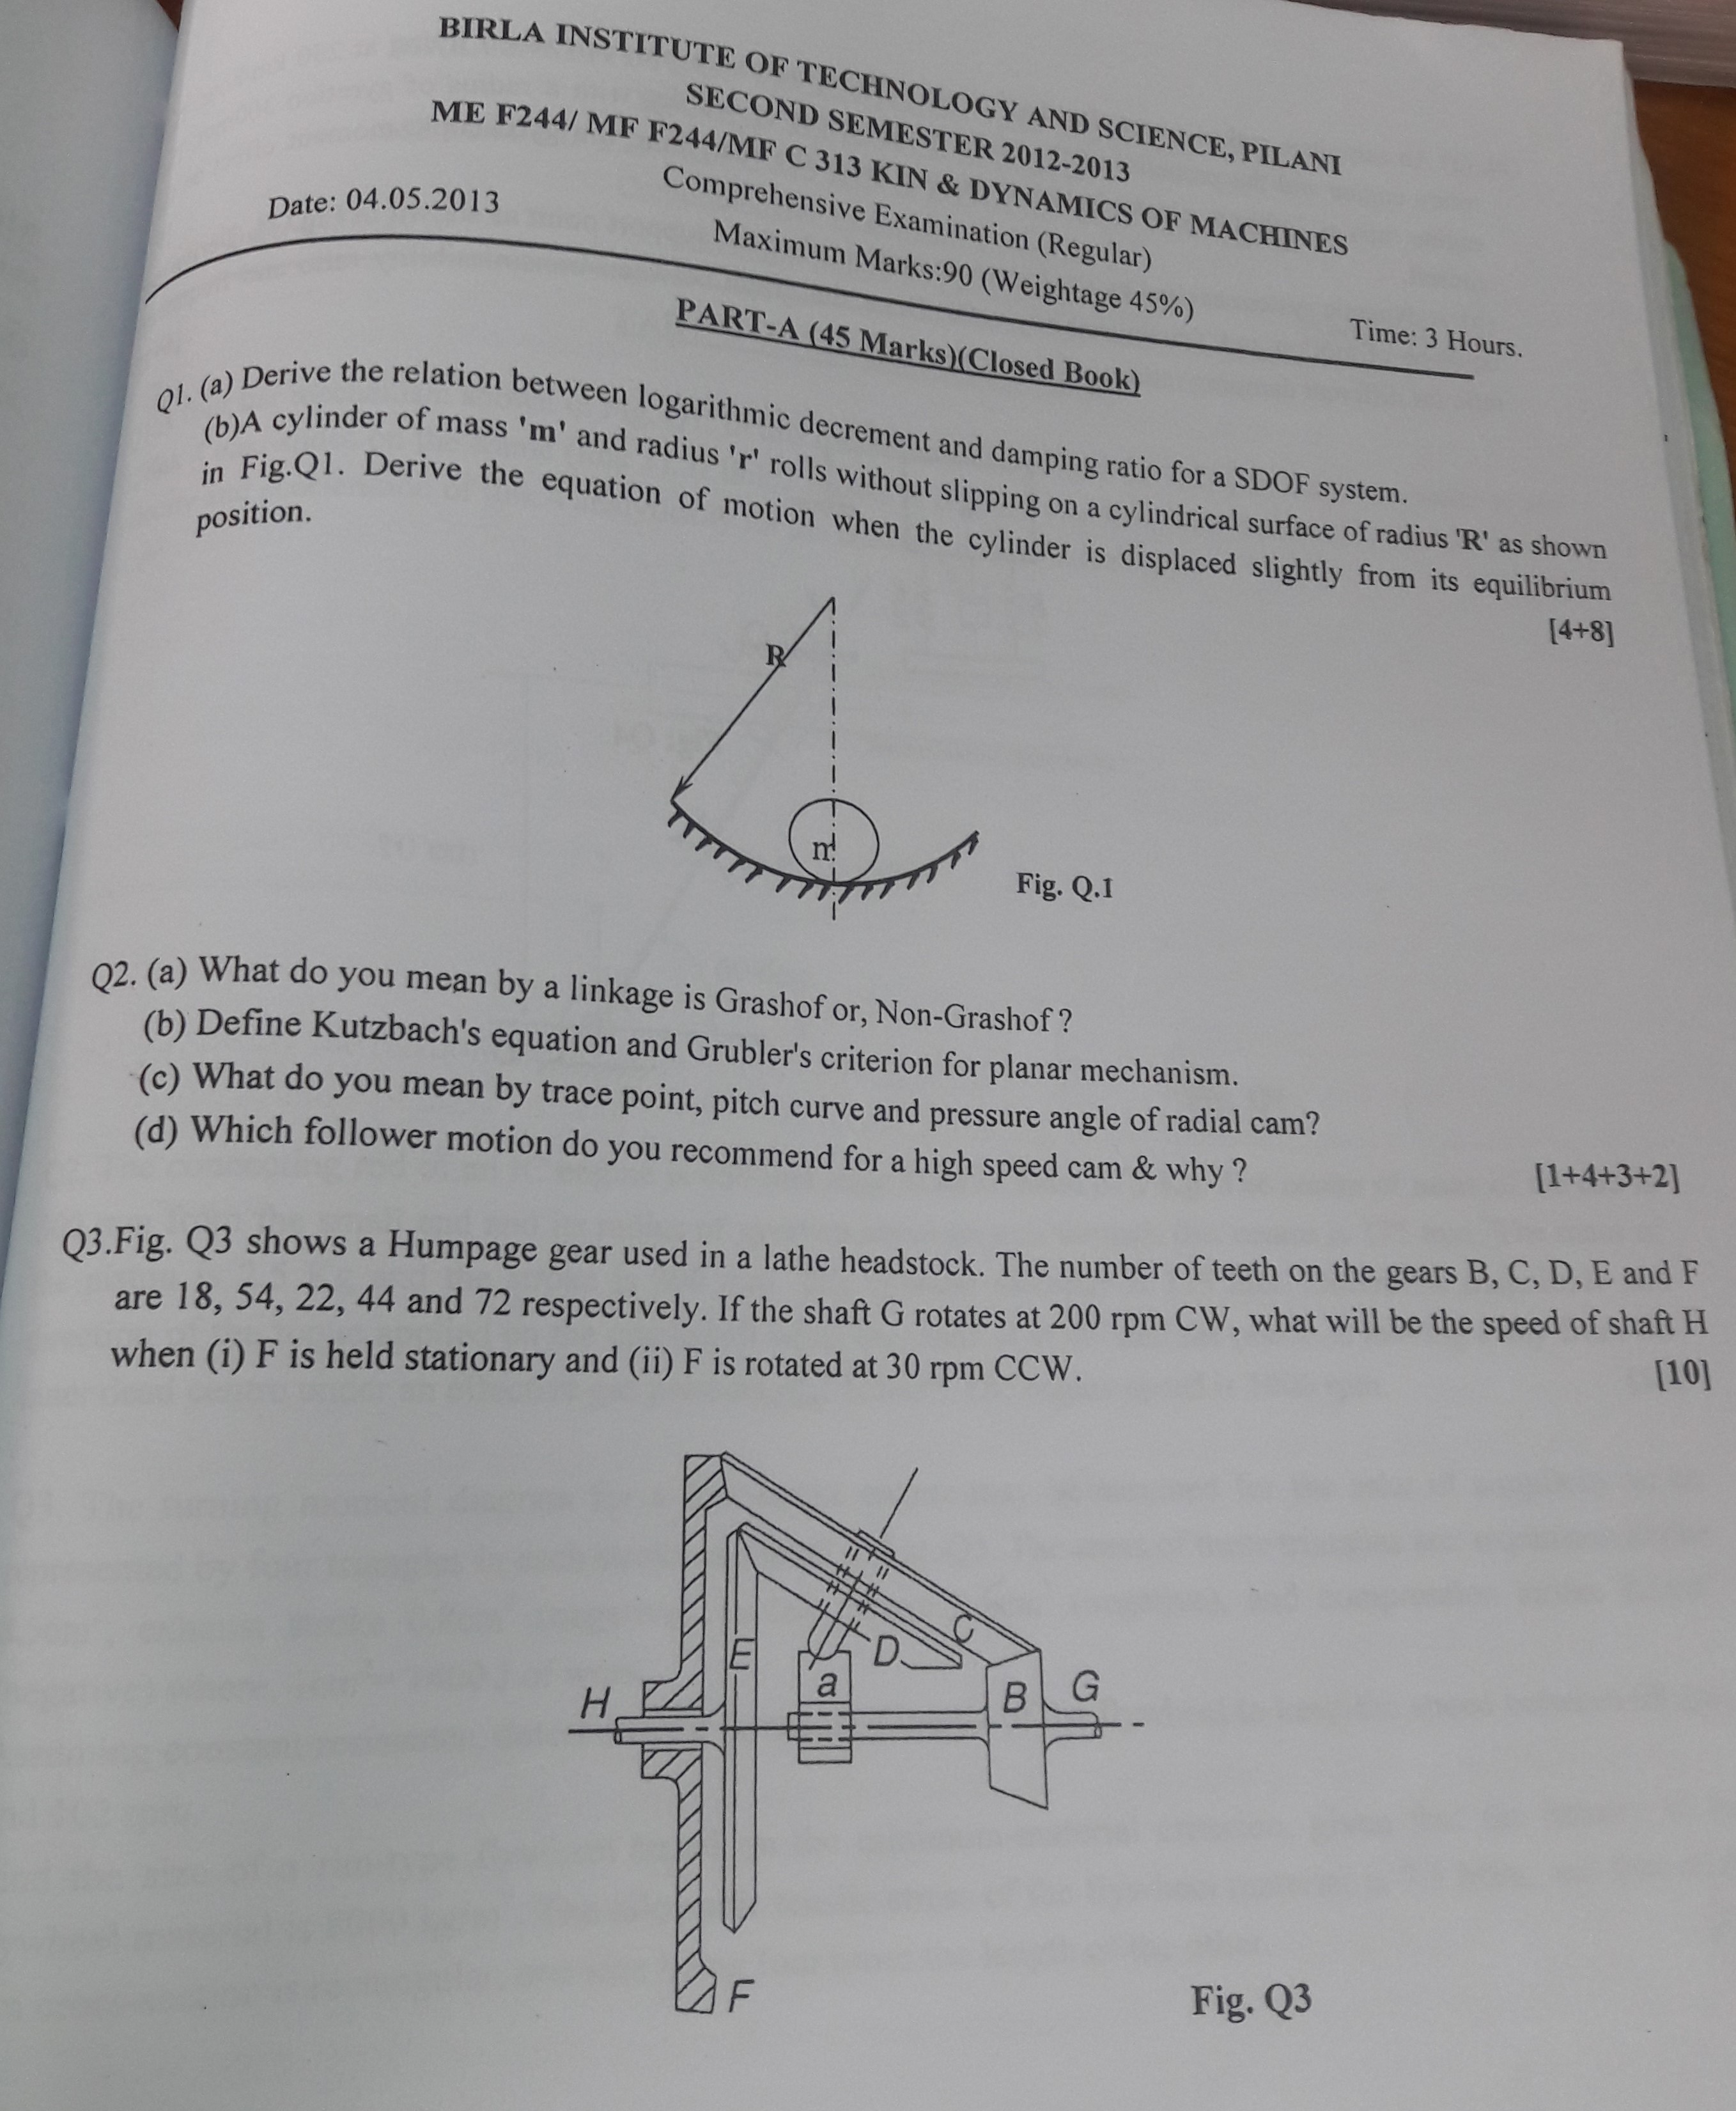 BIRLA INSTITUTE OF TECHNOLOGY AND SCIENCE, PILANI
SECOND SEMESTER 2012-2013
ME F244/ MF F244/MF C 313 KIN & DYNAMICS OF MACHINES
Comprehensive Examination (Regular)
Date: 04.05.2013
Maximum Marks:90 (Weightage 45%)
Time: 3 Hours.
PART-A (45 Marks)(Closed Book)
Q1. (a) Derive the relation between logarithmic decrement and damping ratio for a SDOF system.
(b)A cylinder of mass 'm' and radius 'r' rolls without slipping on a cylindrical surface of radius 'R' as shown
in Fig.Q1. Derive the equation of motion when the cylinder is displaced slightly from its equilibrium
position.
[4+8]
R
m
Fig. Q.1
Q2. (a) What do you mean by a linkage is Grashof or, Non-Grashof ?
(b) Define Kutzbach's equation and Grubler's criterion for planar mechanism.
(c) What do you mean by trace point, pitch curve and pressure angle of radial cam?
(d) Which follower motion do you recommend for a high speed cam & why ?
[1+4+3+2]
Q3.Fig. Q3 shows a Humpage gear used in a lathe headstock. The number of teeth on the gears B, C, D, E and F
are 18, 54, 22, 44 and 72 respectively. If the shaft G rotates at 200 rpm CW, what will be the speed of shaft H
when (i) F is held stationary and (ii) F is rotated at 30 rpm CCW.
[10]
C
E
D
a
H
B
G
F
Fig. Q3